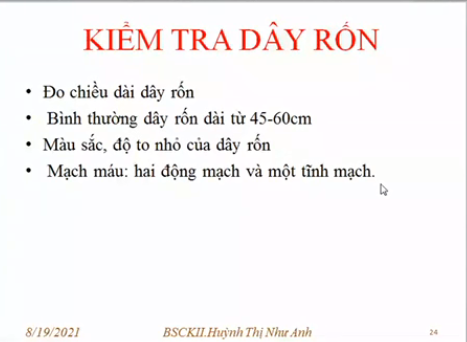 KIỂM TRA DÂY RỐN
• Đo chiều dài dây rốn
• Bình thường dây rốn dài từ 45-60cm
• Màu sắc, độ to nhỏ của dây rốn
• Mạch máu: hai động mạch và một tĩnh mạch.
8/19/2021 BSCKII.Huỳnh Thị Như Anh 24